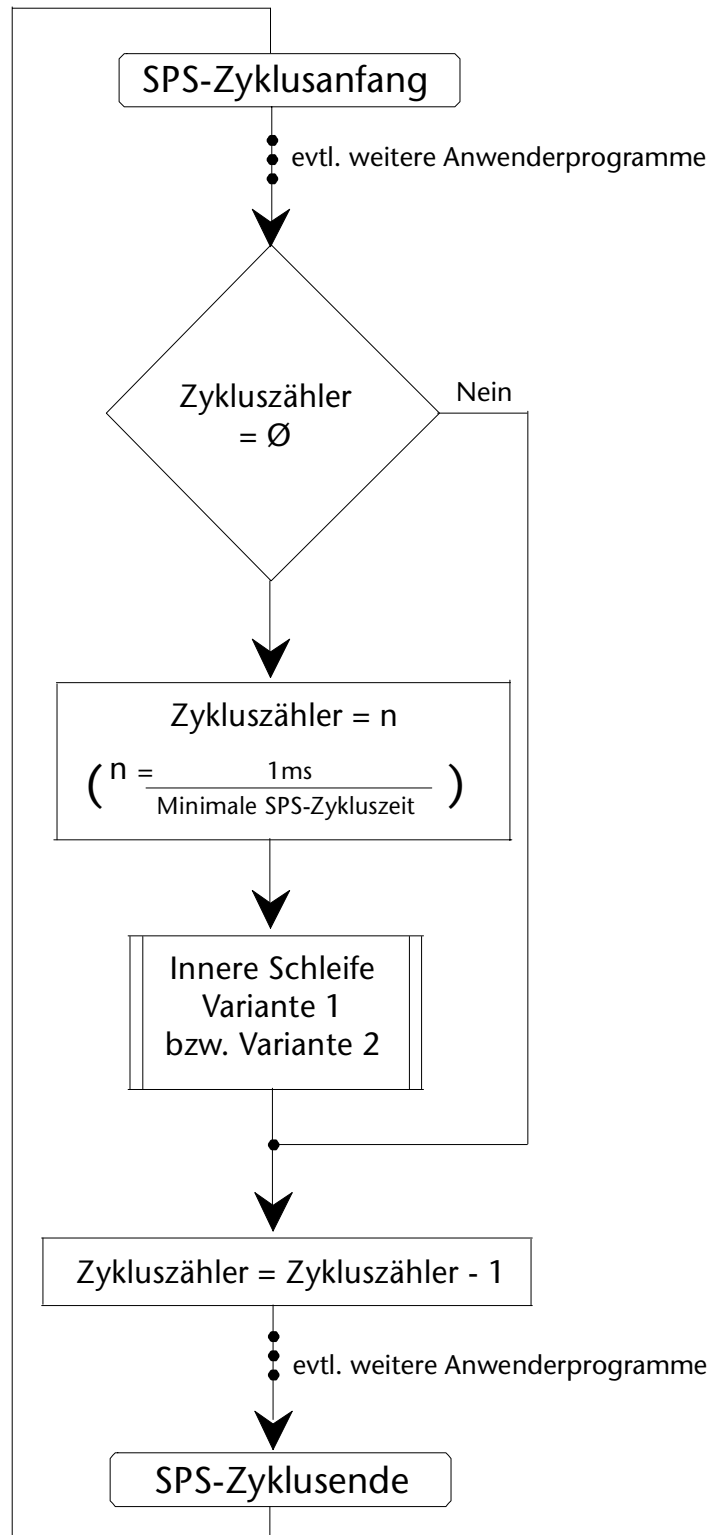 SPS-Zyklusanfang
evtl. weitere Anwenderprogramme
Zykluszähler
= Ø
Nein
Zykluszähler = n
( n = 1ms )
Minimale SPS-Zykluszeit
Innere Schleife
Variante 1
bzw. Variante 2
Zykluszähler = Zykluszähler - 1
evtl. weitere Anwenderprogramme
SPS-Zyklusende